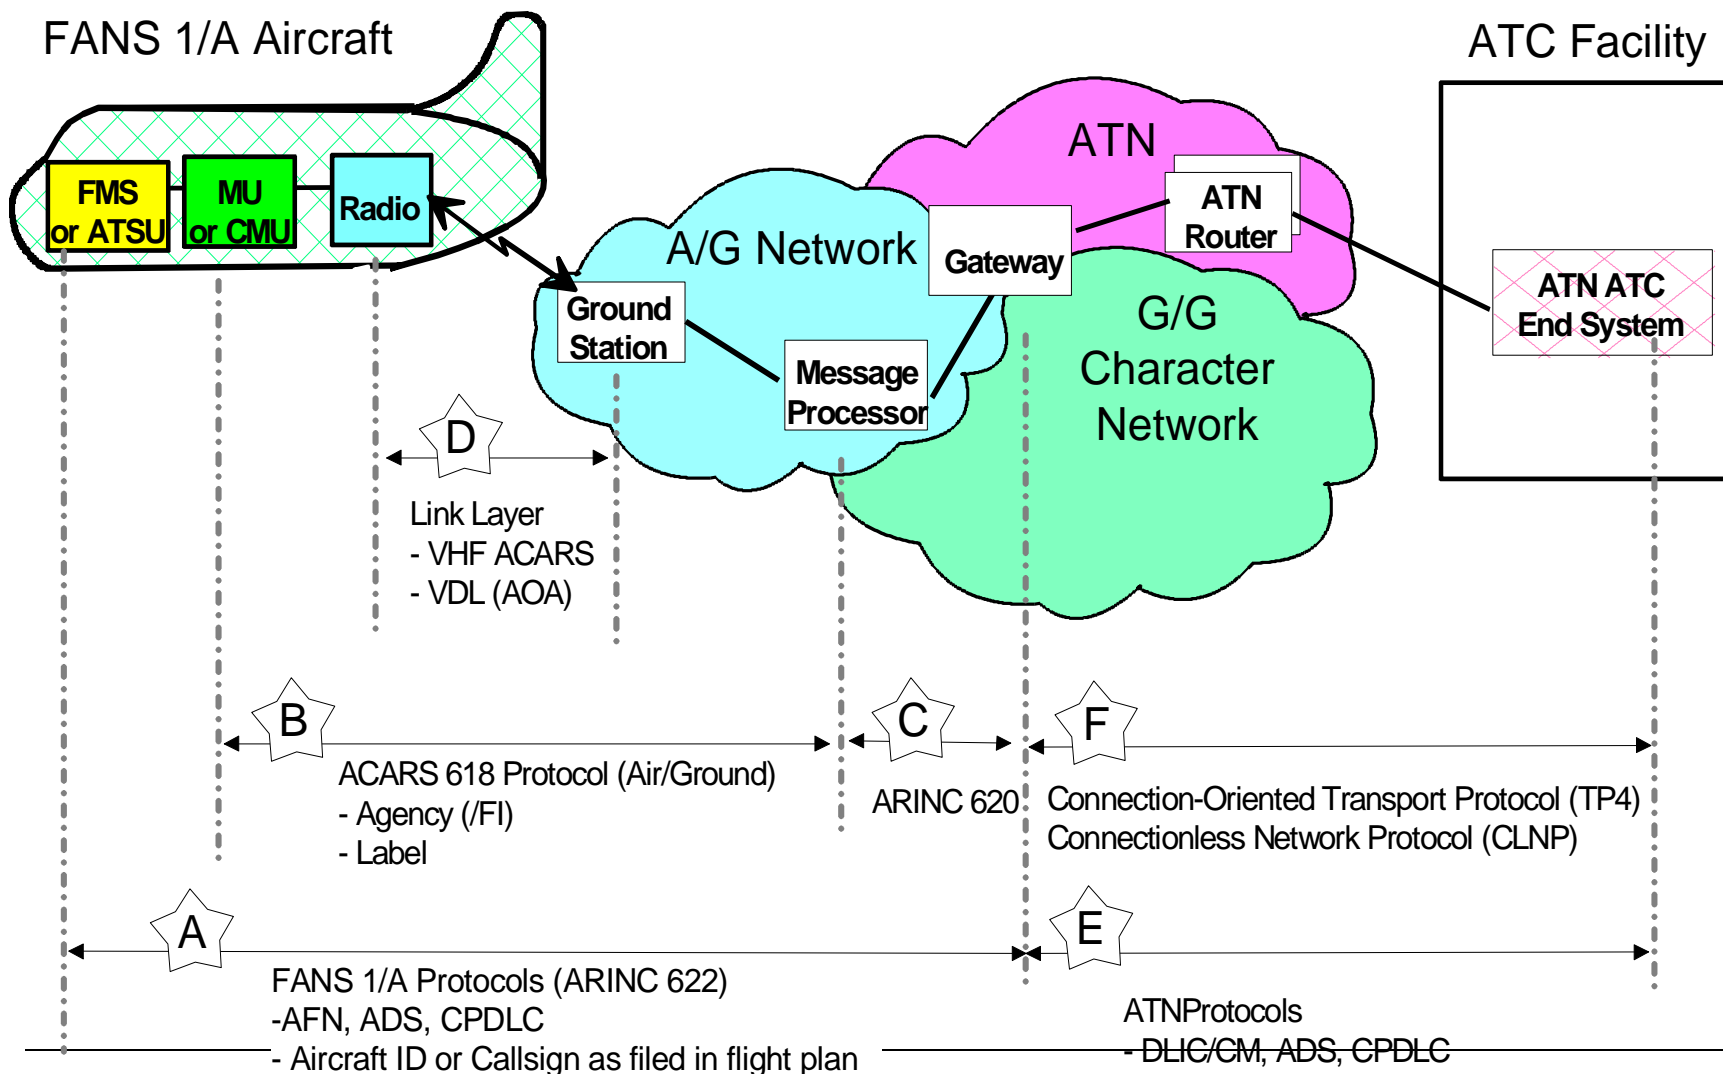 FANS 1/A Aircraft
ATC Facility
ATN
FMS
or ATSU
MU
or CMU
Radio
A/G Network
Gateway
ATN
Router
Ground
Station
Message
Processor
G/G
Character
Network
ATN ATC
End System
D
Link Layer
- VHF ACARS
- VDL (AOA)
B
C
F
ACARS 618 Protocol (Air/Ground)
- Agency (/FI)
- Label
ARINC 620
Connection-Oriented Transport Protocol (TP4)
Connectionless Network Protocol (CLNP)
A
E
FANS 1/A Protocols (ARINC 622)
-AFN, ADS, CPDLC
- Aircraft ID or Callsign as filed in flight plan
ATNProtocols
- DLIC/CM, ADS, CPDLC